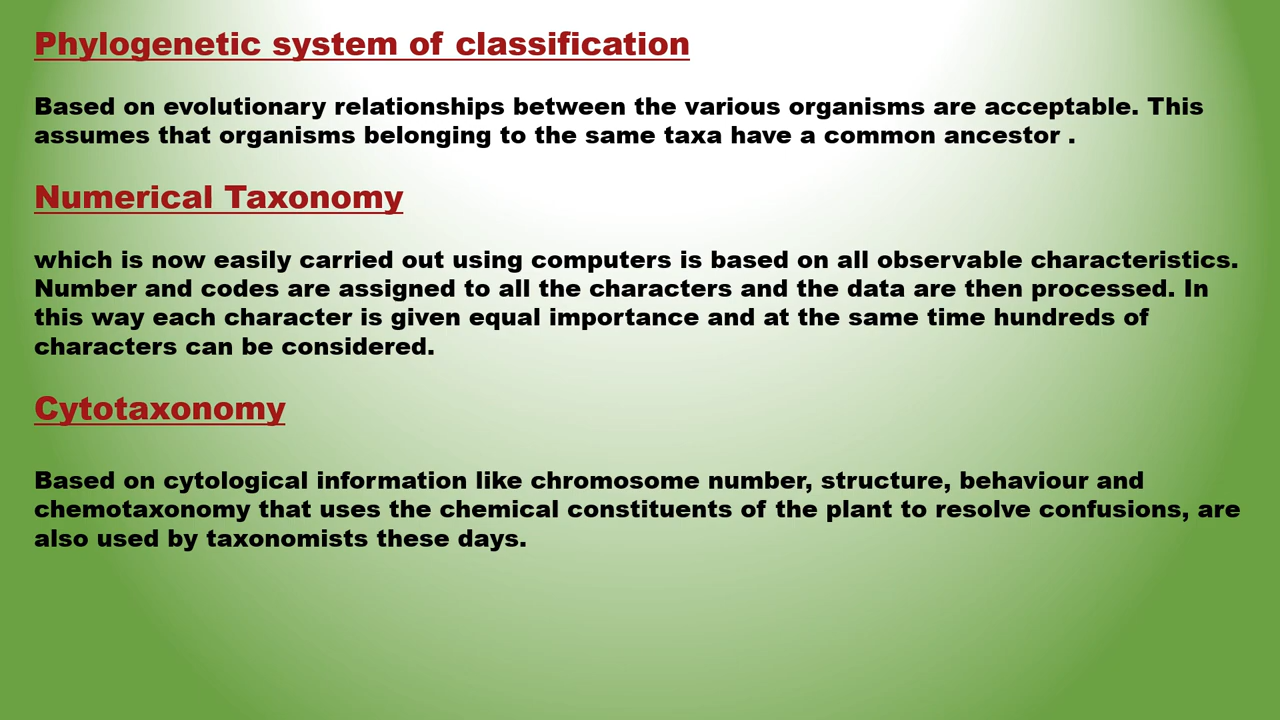 Phylogenetic system of classification
Based on evolutionary relationships between the various organisms are acceptable. This
assumes that organisms belonging to the same taxa have a common ancestor .
Numerical Taxonomy
which is now easily carried out using computers is based on all observable characteristics.
Number and codes are assigned to all the characters and the data are then processed. In
this way each character is given equal importance and at the same time hundreds of
characters can be considered.
Cytotaxonomy
Based on cytological information like chromosome number, structure, behaviour and
chemotaxonomy that uses the chemical constituents of the plant to resolve confusions, are
also used by taxonomists these days.